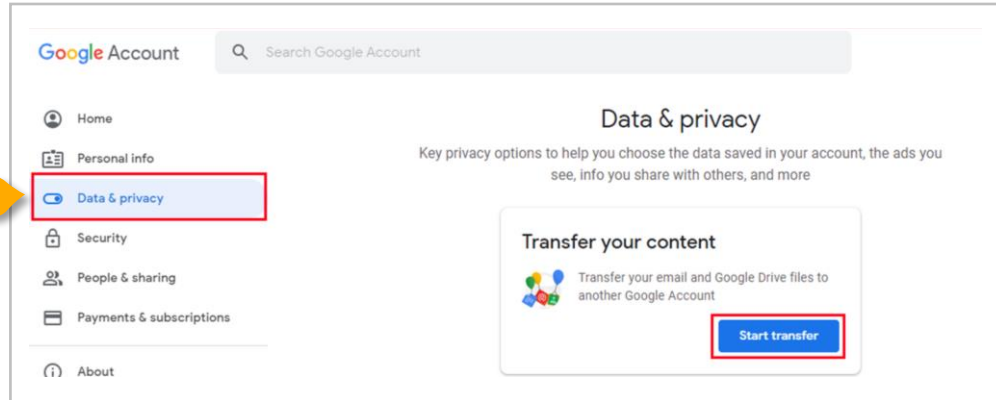 Google Account
Search Google Account
Home
Personal info
Data & privacy
Security
People & sharing
Payments & subscriptions
About
Data & privacy
Key privacy options to help you choose the data saved in your account, the ads you
see, info you share with others, and more
Transfer your content
Transfer your email and Google Drive files to
another Google Account
Start transfer